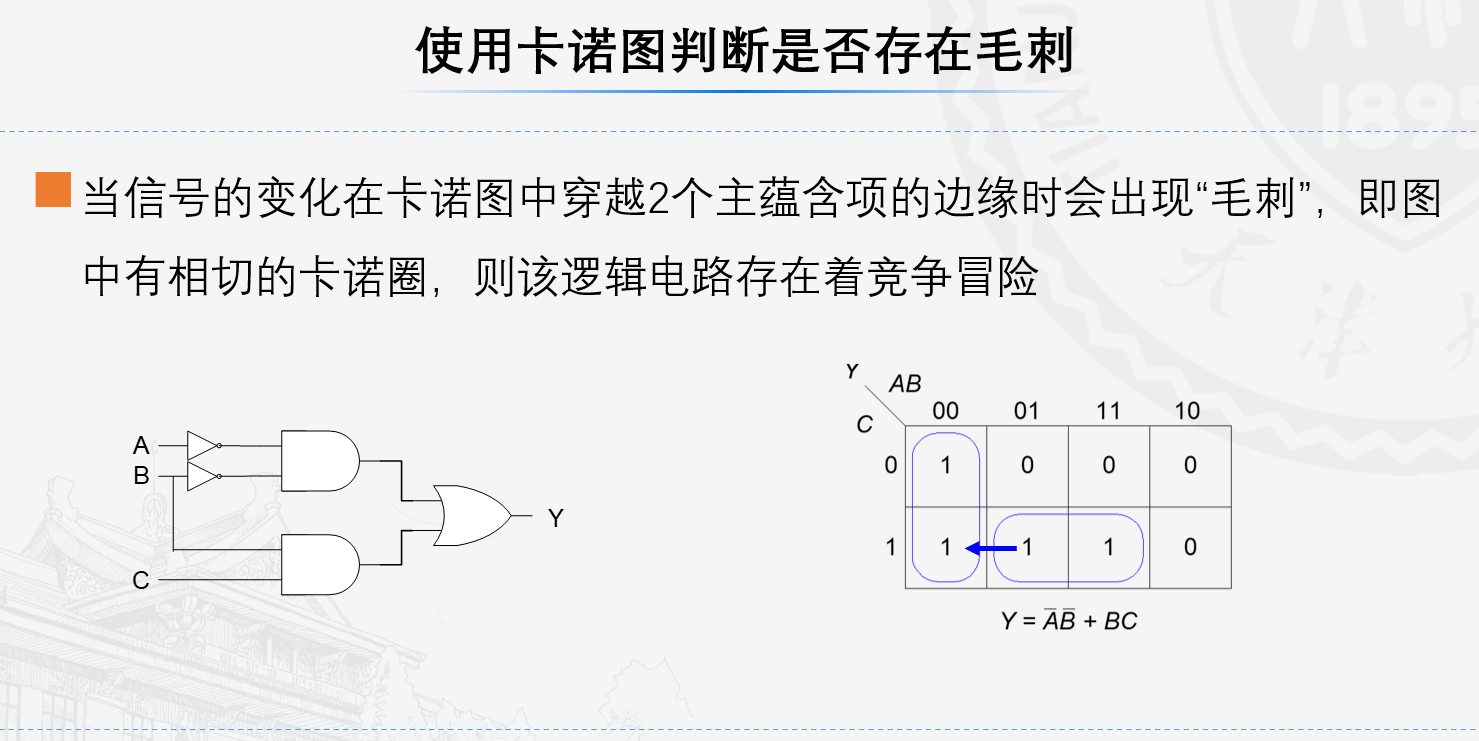 使用卡诺图判断是否存在毛刺
当信号的变化在卡诺图中穿越2个主蕴含项的边缘时会出现“毛刺”，即图
中有相切的卡诺圈，则该逻辑电路存在着竞争冒险
A
B
C
Y
Y
AB
C
00 01 11 10
0 1 0 0 0
1 1 1 1 0
Y = A̅B̅ + BC
1895